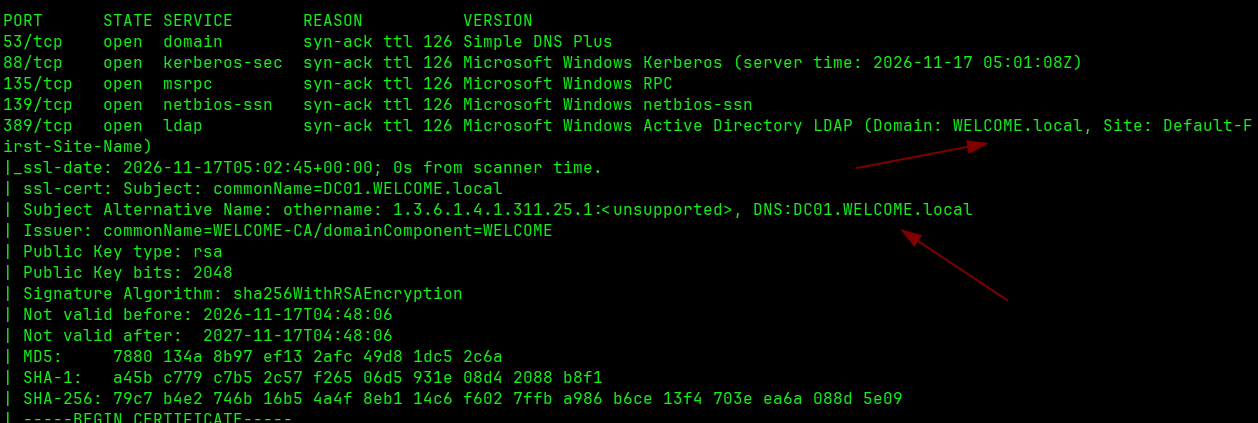 PORT      STATE SERVICE       REASON          VERSION
53/tcp    open  domain        syn-ack ttl 126 Simple DNS Plus
88/tcp    open  kerberos-sec  syn-ack ttl 126 Microsoft Windows Kerberos (server time: 2026-11-17 05:01:08Z)
135/tcp   open  msrpc         syn-ack ttl 126 Microsoft Windows RPC
139/tcp   open  netbios-ssn   syn-ack ttl 126 Microsoft Windows netbios-ssn
389/tcp   open  ldap          syn-ack ttl 126 Microsoft Windows Active Directory LDAP (Domain: WELCOME.local, Site: Default-F
irst-Site-Name)
|_ssl-date: 2026-11-17T05:02:45+00:00; 0s from scanner time.
| ssl-cert: Subject: commonName=DC01.WELCOME.local
| Subject Alternative Name: othername: 1.3.6.1.4.1.311.25.1:<unsupported>, DNS:DC01.WELCOME.local
| Issuer: commonName=WELCOME-CA/domainComponent=WELCOME
| Public Key type: rsa
| Public Key bits: 2048
| Signature Algorithm: sha256WithRSAEncryption
| Not valid before: 2026-11-17T04:48:06
| Not valid after:  2027-11-17T04:48:06
| MD5:     7880 134a 8b97 ef13 2afc 49d8 1dc5 2c6a
| SHA-1:   a45b c779 c7b5 2c57 f265 06d5 931e 08d4 2088 b8f1
| SHA-256: 79c7 b4e2 746b 16b5 4a4f 8eb1 14c6 f602 7ffb a986 b6ce 13f4 703e ea6a 088d 5e09
| -----BEGIN CERTIFICATE-----